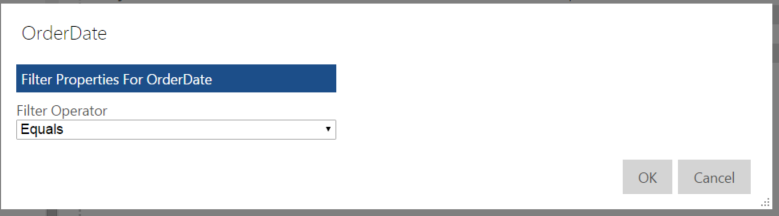 OrderDate
Filter Properties For OrderDate
Filter Operator
Equals
OK
Cancel